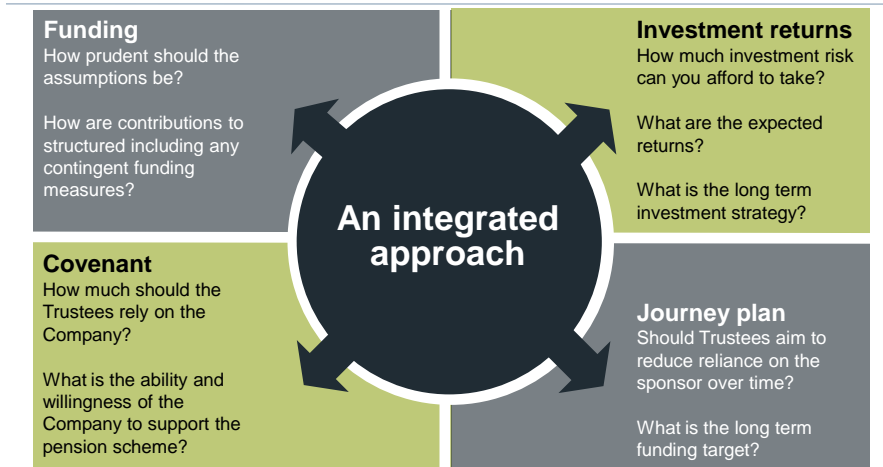 Funding
How prudent should the
assumptions be?
How are contributions to
structured including any
contingent funding
measures?
Investment returns
How much investment risk
can you afford to take?
What are the expected
returns?
What is the long term
investment strategy?
An integrated
approach
Covenant
How much should the
Trustees rely on the
Company?
What is the ability and
willingness of the
Company to support the
pension scheme?
Journey plan
Should Trustees aim to
reduce reliance on the
sponsor over time?
What is the long term
funding target?